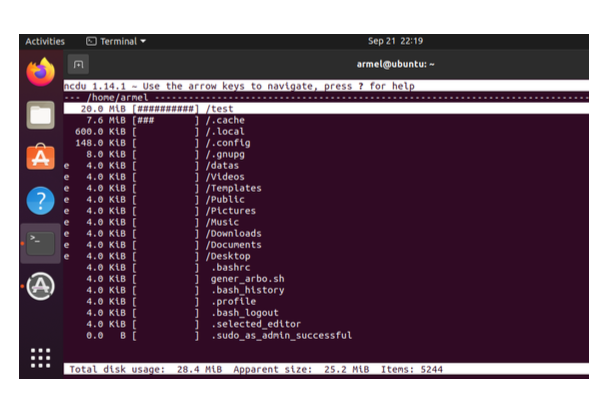 Activities Terminal Sep 21 22:19
armel@ubuntu: ~
ncdu 1.14.1 ~ Use the arrow keys to navigate, press ? for help
--- /home/armel ---
20.0 MiB [##########] /test
7.6 MiB [### ] /.cache
600.0 KiB [ ] /.local
148.0 KiB [ ] /.config
8.0 KiB [ ] /.gnupg
e 4.0 KiB [ ] /datas
e 4.0 KiB [ ] /Videos
e 4.0 KiB [ ] /Templates
e 4.0 KiB [ ] /Public
e 4.0 KiB [ ] /Pictures
e 4.0 KiB [ ] /Music
e 4.0 KiB [ ] /Downloads
e 4.0 KiB [ ] /Documents
e 4.0 KiB [ ] /Desktop
4.0 KiB [ ] .bashrc
4.0 KiB [ ] gener_arbo.sh
4.0 KiB [ ] .bash_history
4.0 KiB [ ] .profile
4.0 KiB [ ] .bash_logout
4.0 KiB [ ] .selected_editor
0.0 B [ ] .sudo_as_admin_successful
Total disk usage: 28.4 MiB Apparent size: 25.2 MiB Items: 5244